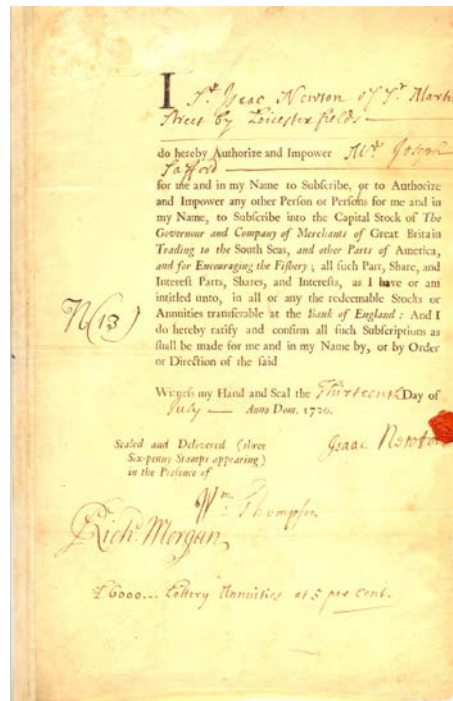 I Sr. Isaac Newton of St. Martin
Street by Leicester fields
do hereby Authorize and Impower Mr. Joseph
Safford
for me and in my Name to Subscribe, or to Authorize
and Impower any other Person or Persons for me and in
my Name, to Subscribe into the Capital Stock of The
Governour and Company of Merchants of Great Britain
Trading to the South Seas, and other Parts of America,
and for Encouraging the Fishery; all such Part, Share, and
Interest Parts, Shares, and Interests, as I have or am
intitled unto, in all or any the redeemable Stocks or
Annuities transferable at the Bank of England: And I
do hereby ratify and confirm all such Subscriptions as
shall be made for me and in my Name by, or by Order
or Direction of the said
N(13)
Witness my Hand and Seal the Thirteenth Day of
July Anno Dom. 1720.
Sealed and Delivered (three
Six-penny Stamps appearing)
in the Presence of
Isaac Newton
Wm. Thompson
Richd. Morgan
£6000... Lottery Annuities at 5 per Cent.